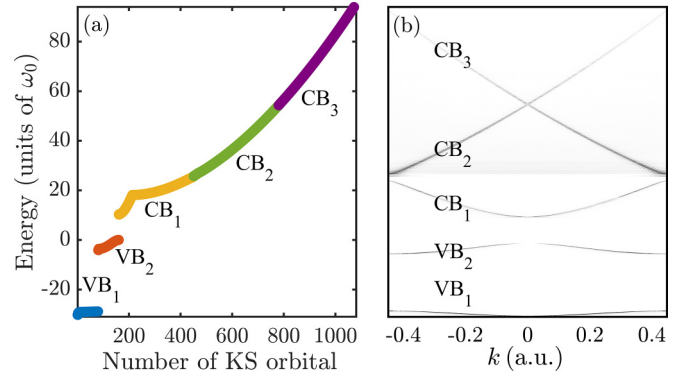 (a)
(b)
Energy (units of ω₀)
80
60
40
20
0
-20
CB₃
CB₂
CB₁
VB₂
VB₁
200 400 600 800 1000
Number of KS orbital
CB₃
CB₂
CB₁
VB₂
VB₁
-0.4 -0.2 0 0.2 0.4
k (a.u.)